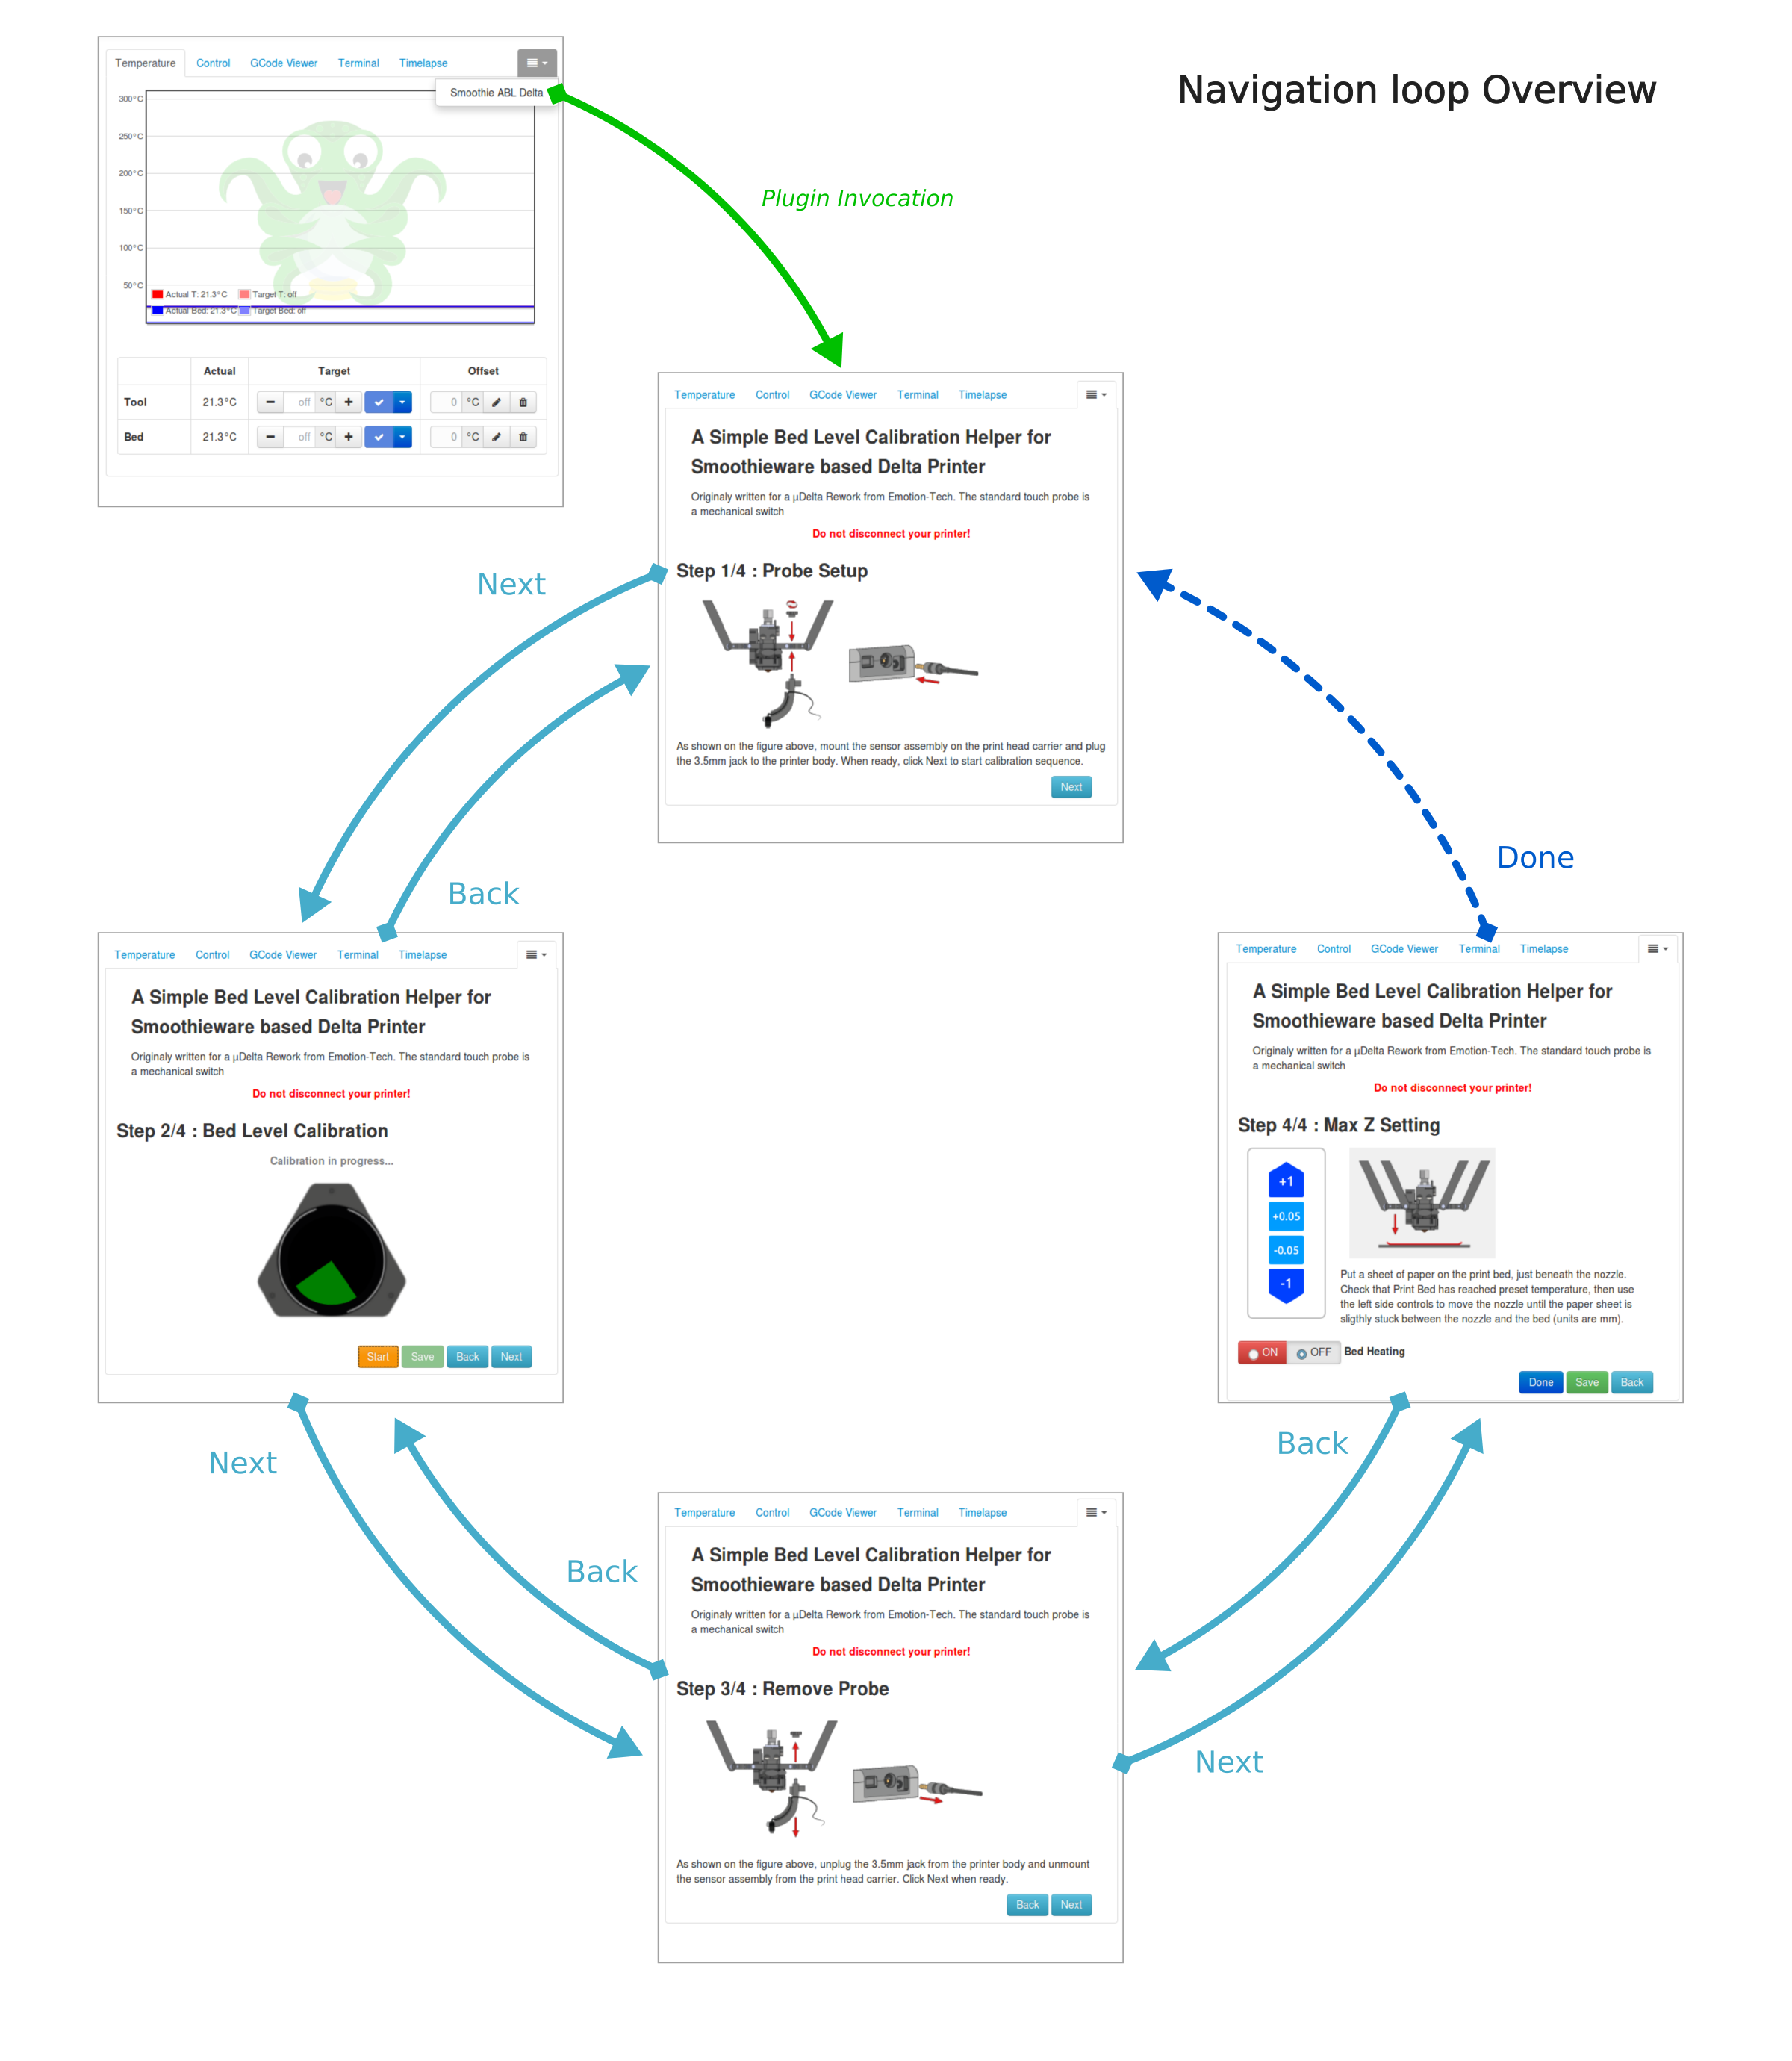 Navigation loop Overview
Temperature Control GCode Viewer Terminal Timelapse
Smoothie ABL Delta
300°C
250°C
200°C
150°C
100°C
50°C
Actual T: 21.3°C Target T: off
Actual Bed: 21.3°C Target Bed: off
Actual Target Offset
Tool 21.3°C − off °C + 0 °C
Bed 21.3°C − off °C + 0 °C
Plugin Invocation
Temperature Control GCode Viewer Terminal Timelapse
A Simple Bed Level Calibration Helper for
Smoothieware based Delta Printer
Originaly written for a µDelta Rework from Emotion-Tech. The standard touch probe is
a mechanical switch
Do not disconnect your printer!
Step 1/4 : Probe Setup
As shown on the figure above, mount the sensor assembly on the print head carrier and plug
the 3.5mm jack to the printer body. When ready, click Next to start calibration sequence.
Next
Next
Back
Done
Temperature Control GCode Viewer Terminal Timelapse
A Simple Bed Level Calibration Helper for
Smoothieware based Delta Printer
Originaly written for a µDelta Rework from Emotion-Tech. The standard touch probe is
a mechanical switch
Do not disconnect your printer!
Step 2/4 : Bed Level Calibration
Calibration in progress...
Start Save Back Next
Temperature Control GCode Viewer Terminal Timelapse
A Simple Bed Level Calibration Helper for
Smoothieware based Delta Printer
Originaly written for a µDelta Rework from Emotion-Tech. The standard touch probe is
a mechanical switch
Do not disconnect your printer!
Step 4/4 : Max Z Setting
+1
+0.05
-0.05
-1
Put a sheet of paper on the print bed, just beneath the nozzle.
Check that Print Bed has reached preset temperature, then use
the left side controls to move the nozzle until the paper sheet is
sligthly stuck between the nozzle and the bed (units are mm).
ON OFF Bed Heating
Done Save Back
Next
Back
Back
Next
Temperature Control GCode Viewer Terminal Timelapse
A Simple Bed Level Calibration Helper for
Smoothieware based Delta Printer
Originaly written for a µDelta Rework from Emotion-Tech. The standard touch probe is
a mechanical switch
Do not disconnect your printer!
Step 3/4 : Remove Probe
As shown on the figure above, unplug the 3.5mm jack from the printer body and unmount
the sensor assembly from the print head carrier. Click Next when ready.
Back Next